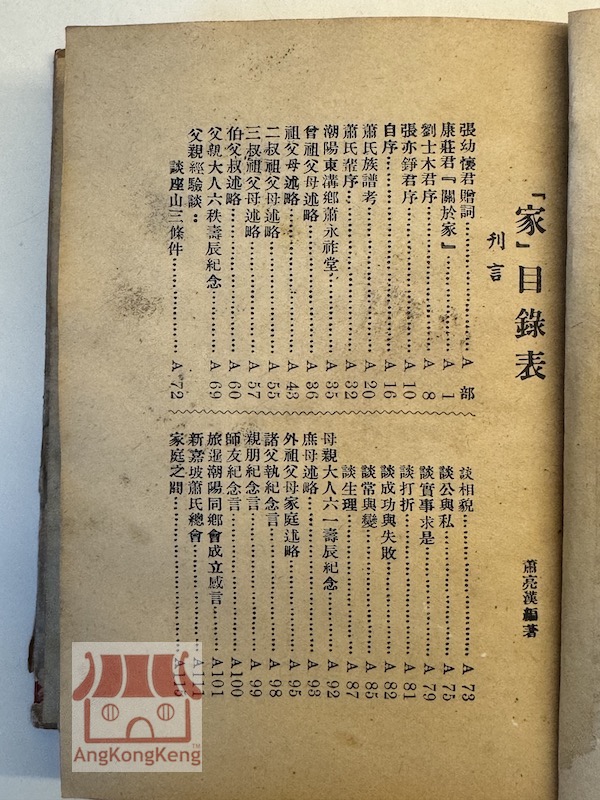 「家」目錄表
刊言
蕭亮漢編著
張幼懷君贈詞………A 部
康莊君『關於家』………A 1
劉士木君序………A 8
張亦錚君序………A 10
自序………A 16
蕭氏族譜考………A 20
蕭氏輩序………A 32
潮陽東溝鄉蕭永祚堂………A 35
曾祖父母述略………A 36
祖父母述略………A 43
二叔祖父母述略………A 55
三叔祖父母述略………A 57
伯父叔述略………A 60
父親大人六秩壽辰紀念………A 69
父親經驗談：
談座山三條件………A 72
談相貌………A 73
談公與私………A 75
談實事求是………A 79
談打折………A 81
談成功與失敗………A 82
談常與變………A 85
談生理………A 87
母親大人六一壽辰紀念………A 92
庶母述略………A 93
外祖父母家庭述略………A 95
諸父執紀念言………A 98
親朋紀念言………A 99
師友紀念言………A100
旅暹潮陽同鄉會成立感言………A101
新嘉坡蕭氏總會………
家庭之間………
AngKongKeng™